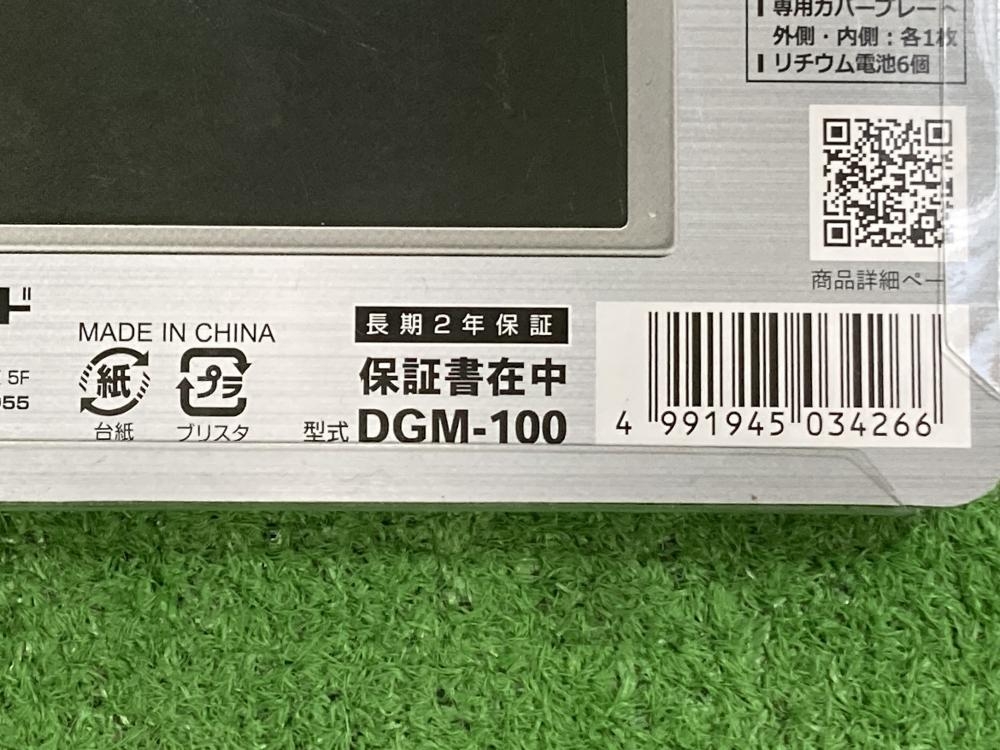 専用カバープレート
外側・内側：各1枚
リチウム電池6個
商品詳細ペー
ド
MADE IN CHINA
5F
955
紙
プラ
台紙
ブリスタ
長期2年保証
保証書在中
型式 DGM-100
4 991945 034266